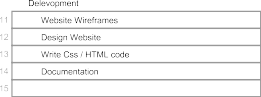 Delevopment
11 Website Wireframes
12 Design Website
13 Write Css / HTML code
14 Documentation
15